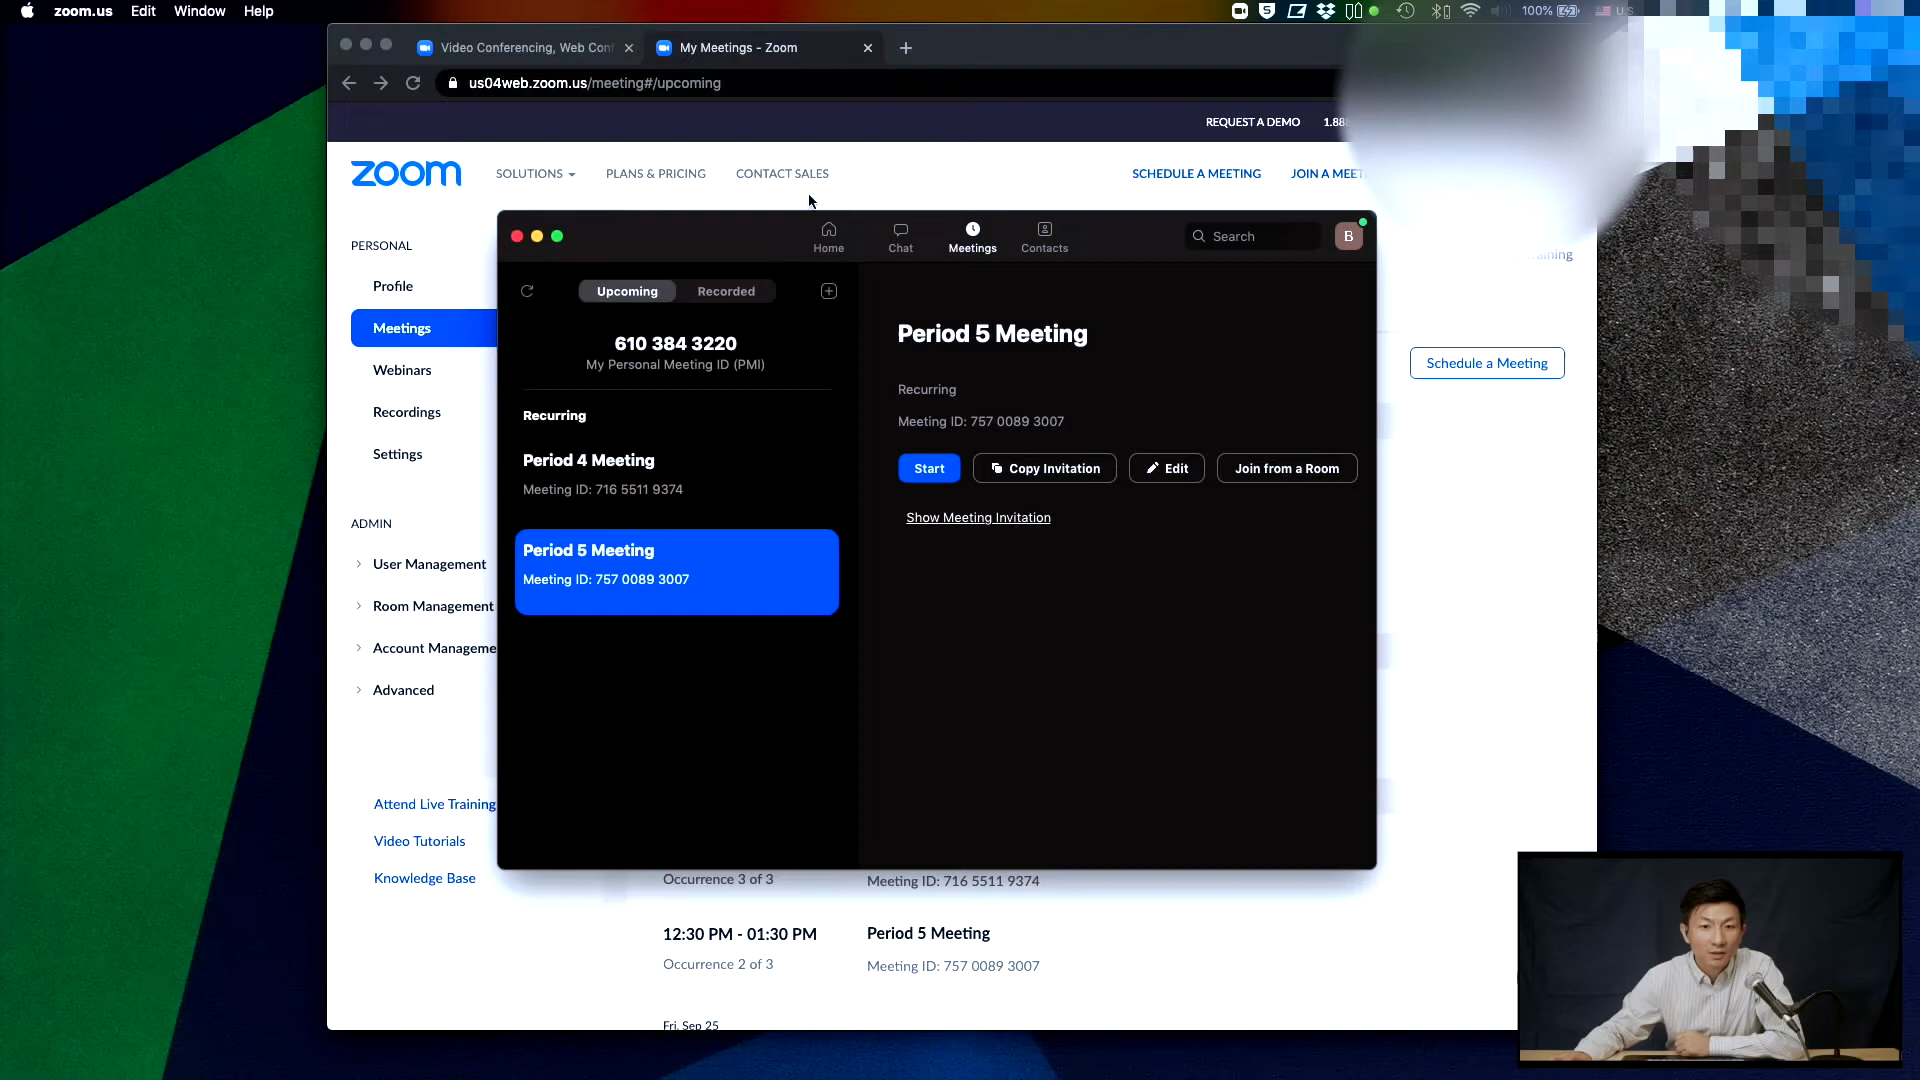 zoom.us Edit Window Help
100%
U.S.
Video Conferencing, Web Conf
My Meetings - Zoom
us04web.zoom.us/meeting#/upcoming
REQUEST A DEMO
1.88
zoom
SOLUTIONS
PLANS & PRICING
CONTACT SALES
SCHEDULE A MEETING
JOIN A MEET
PERSONAL
Profile
Meetings
Webinars
Recordings
Settings
ADMIN
User Management
Room Management
Account Manageme
Advanced
Attend Live Training
Video Tutorials
Knowledge Base
Home
Chat
Meetings
Contacts
Search
B
Upcoming
Recorded
610 384 3220
My Personal Meeting ID (PMI)
Recurring
Period 4 Meeting
Meeting ID: 716 5511 9374
Period 5 Meeting
Meeting ID: 757 0089 3007
Period 5 Meeting
Recurring
Meeting ID: 757 0089 3007
Start
Copy Invitation
Edit
Join from a Room
Show Meeting Invitation
Schedule a Meeting
Occurrence 3 of 3
Meeting ID: 716 5511 9374
12:30 PM - 01:30 PM
Period 5 Meeting
Occurrence 2 of 3
Meeting ID: 757 0089 3007
Fri, Sep 25